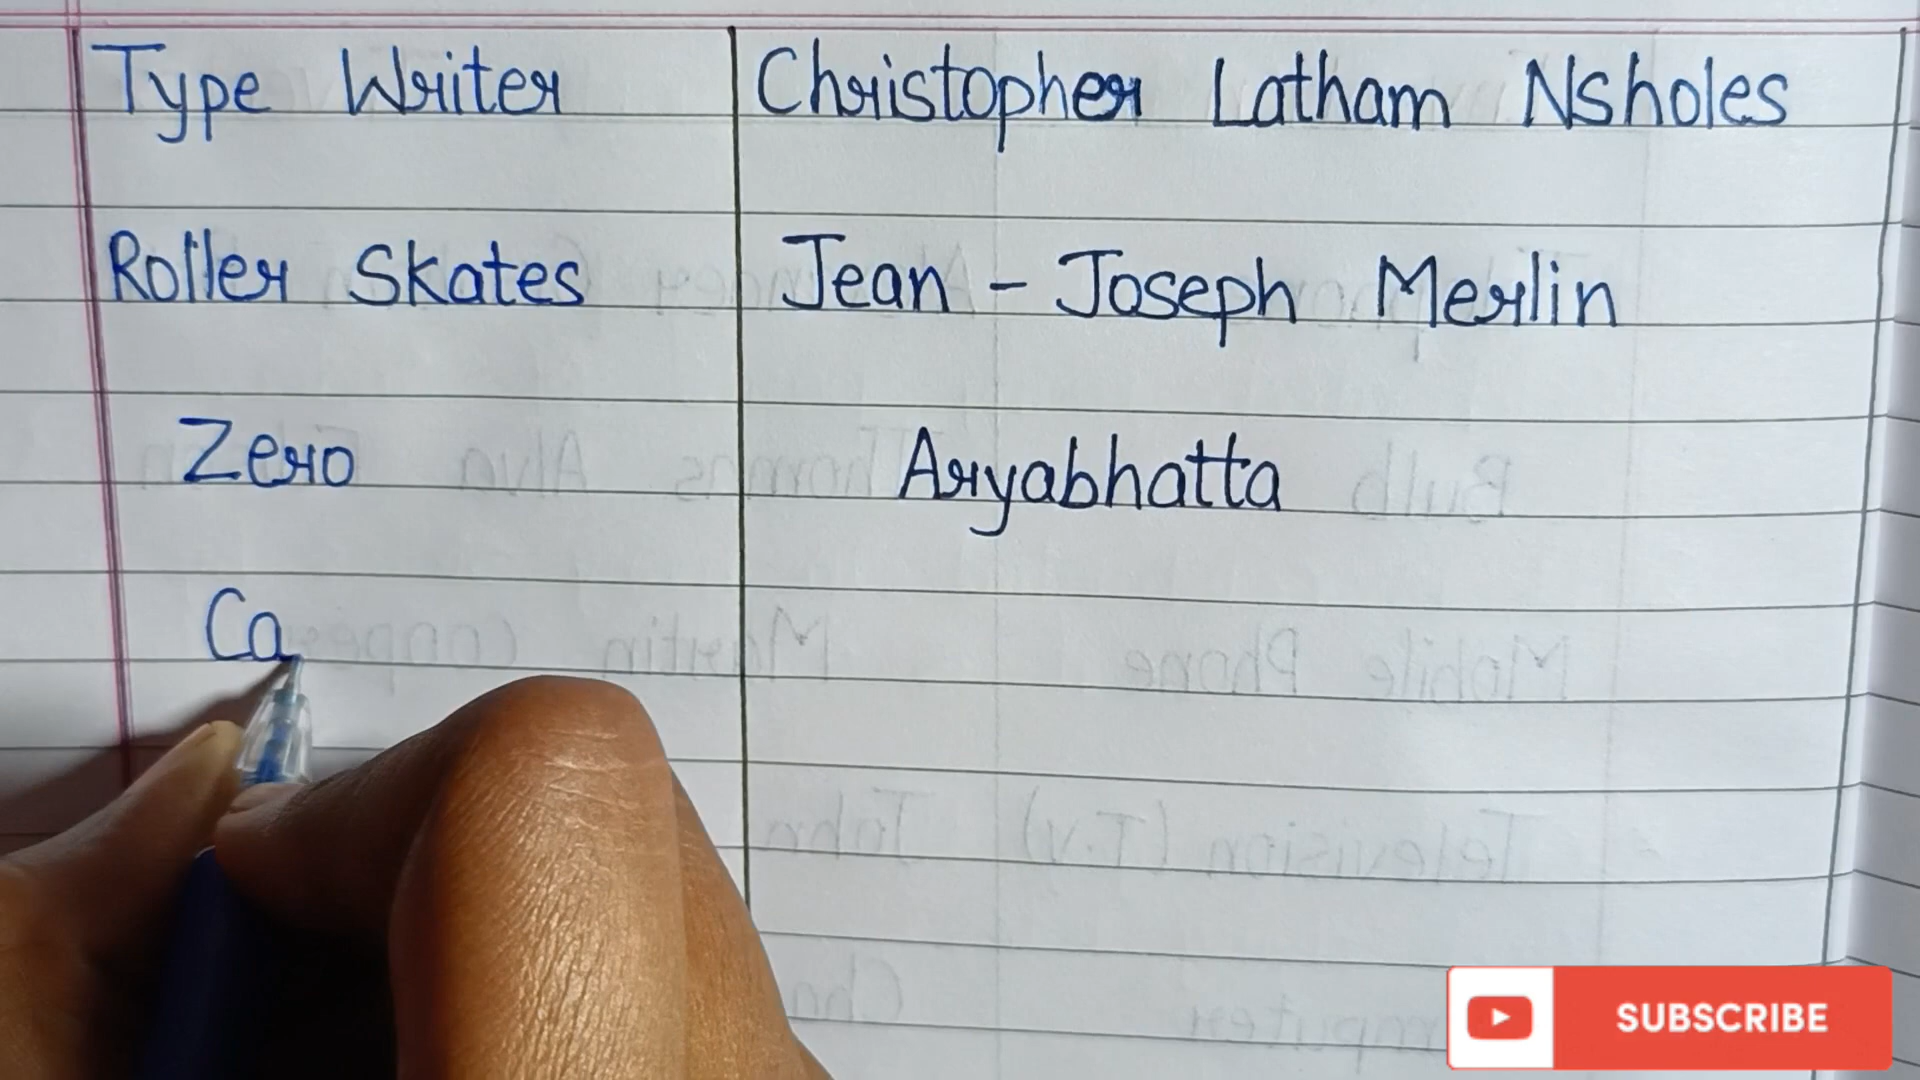 Type Writer Christopher Latham Nsholes
Roller Skates Jean - Joseph Merlin
Zero Aryabhatta
Ca
SUBSCRIBE